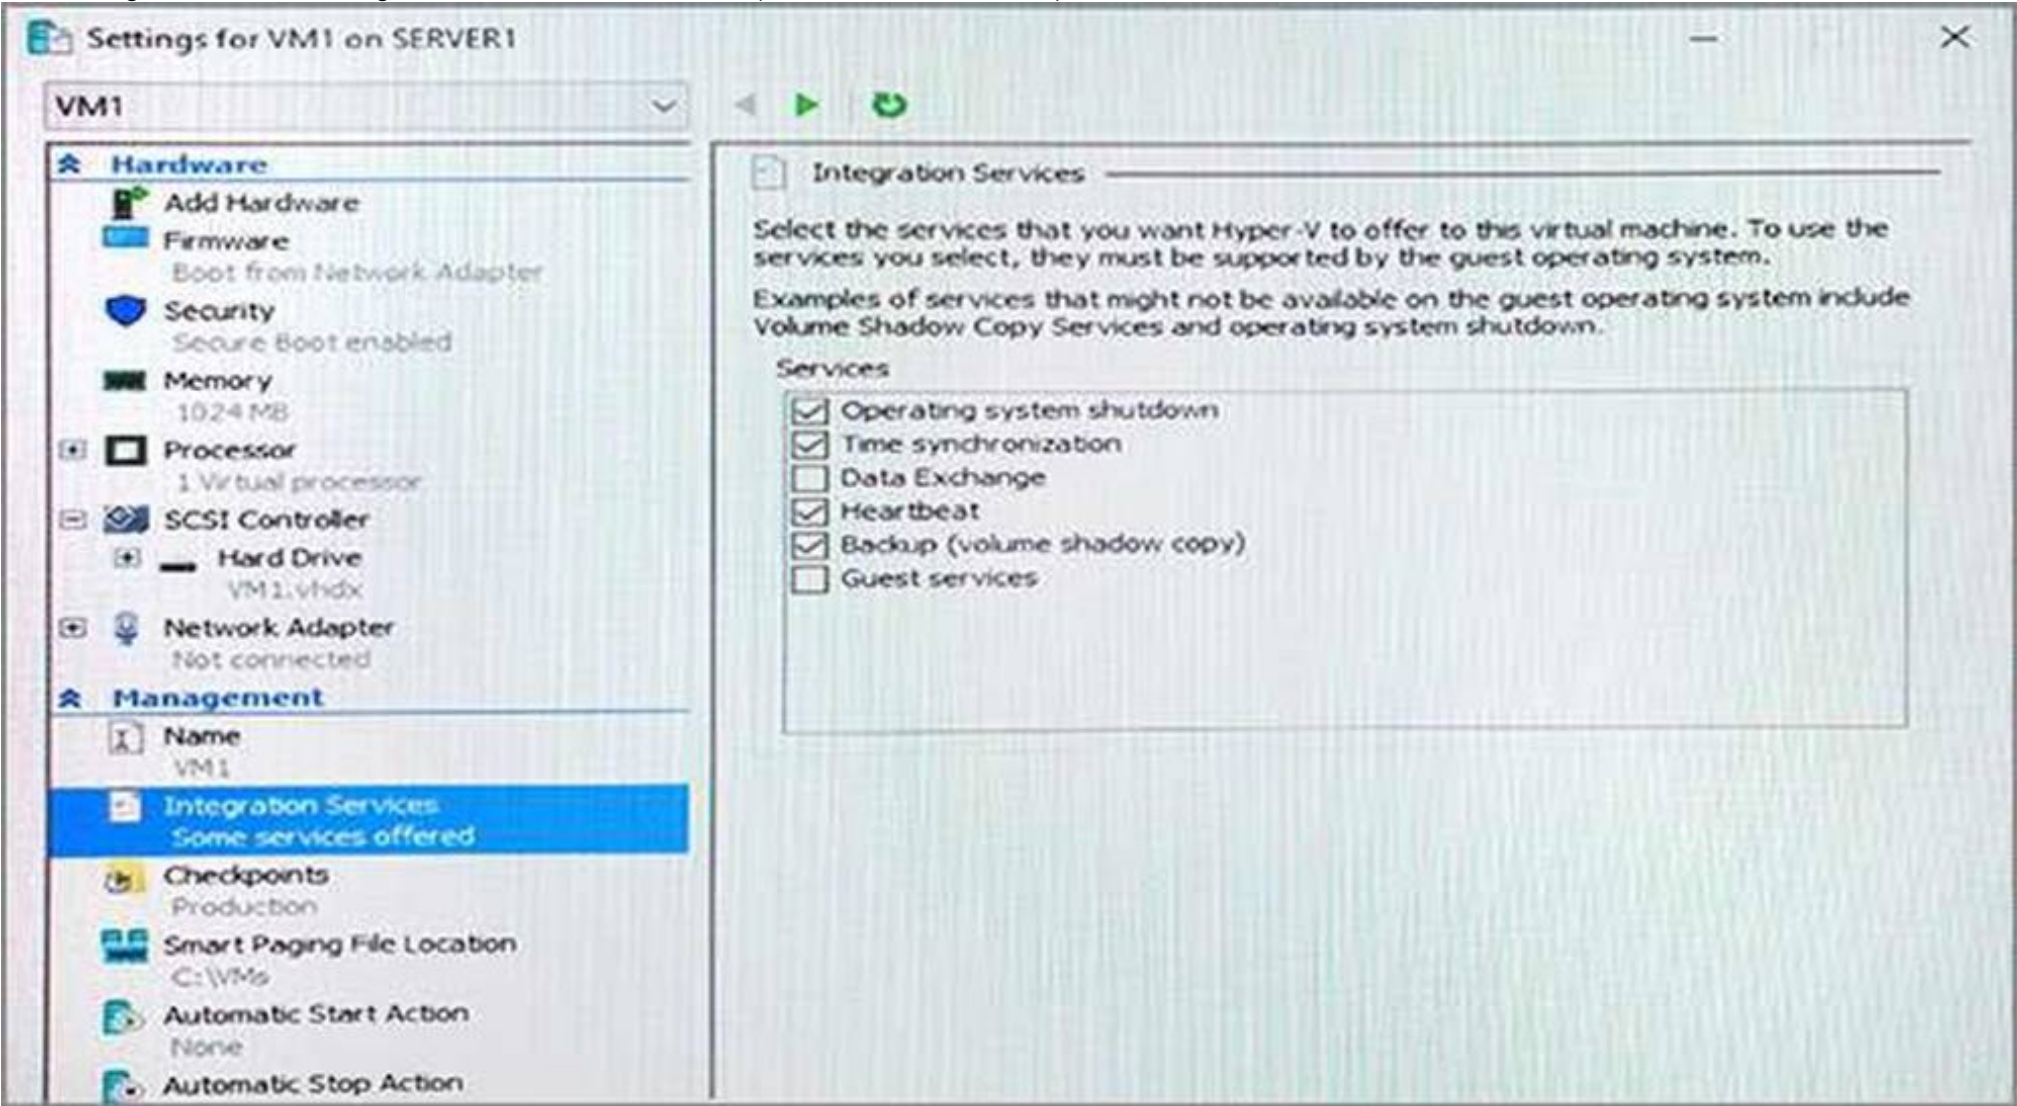 Settings for VM1 on SERVER1
VM1
Hardware
Add Hardware
Firmware
Boot from Network Adapter
Security
Secure Boot enabled
Memory
1024 MB
Processor
1 Virtual processor
SCSI Controller
Hard Drive
VM1.vhdx
Network Adapter
Not connected
Management
Name
VM1
Integration Services
Some services offered
Checkpoints
Production
Smart Paging File Location
C:\VMs
Automatic Start Action
None
Automatic Stop Action
Integration Services
Select the services that you want Hyper-V to offer to this virtual machine. To use the
services you select, they must be supported by the guest operating system.
Examples of services that might not be available on the guest operating system include
Volume Shadow Copy Services and operating system shutdown.
Services
Operating system shutdown
Time synchronization
Data Exchange
Heartbeat
Backup (volume shadow copy)
Guest services